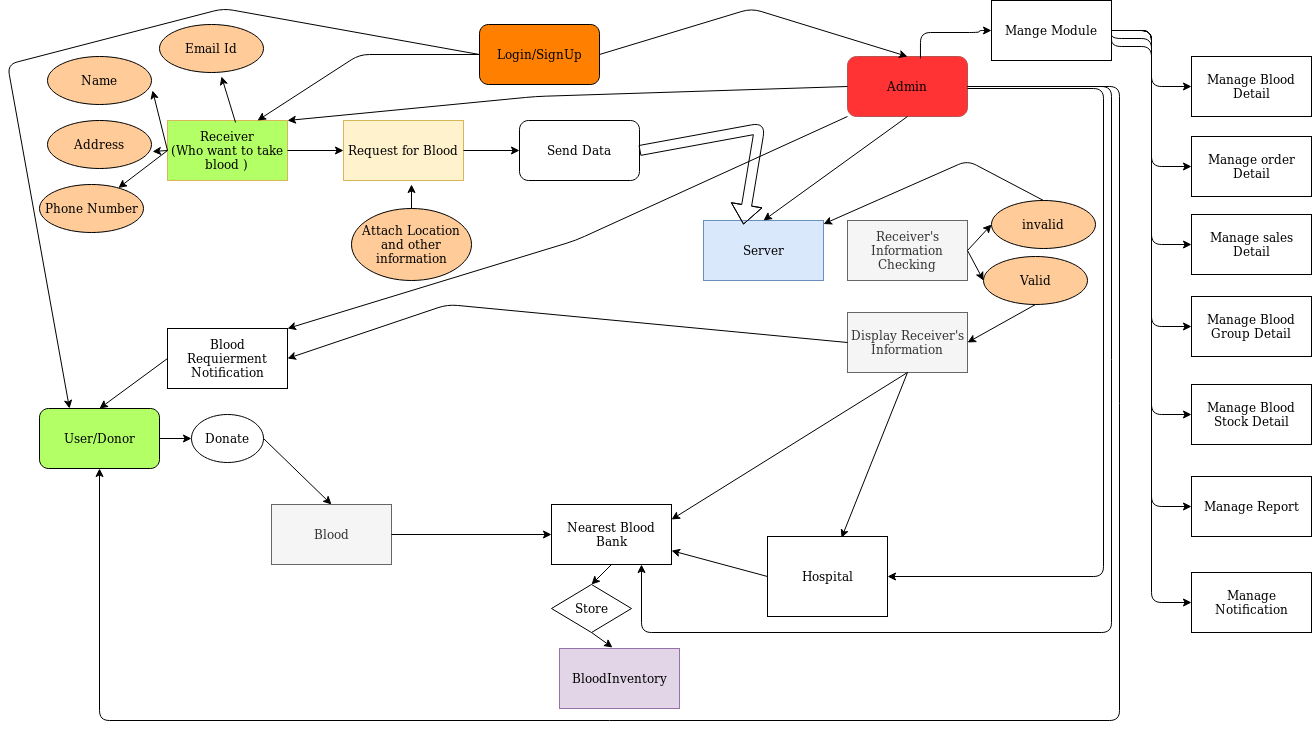 Mange Module
Email Id
Login/SignUp
Name
Admin
Manage Blood
Detail
Address
Receiver
(Who want to take
blood )
Request for Blood
Send Data
Manage order
Detail
Phone Number
Attach Location
and other
information
Server
Receiver's
Information
Checking
invalid
Valid
Manage sales
Detail
Blood
Requierment
Notification
Display Receiver's
Information
Manage Blood
Group Detail
User/Donor
Donate
Manage Blood
Stock Detail
Blood
Nearest Blood
Bank
Hospital
Manage Report
Store
Manage
Notification
BloodInventory